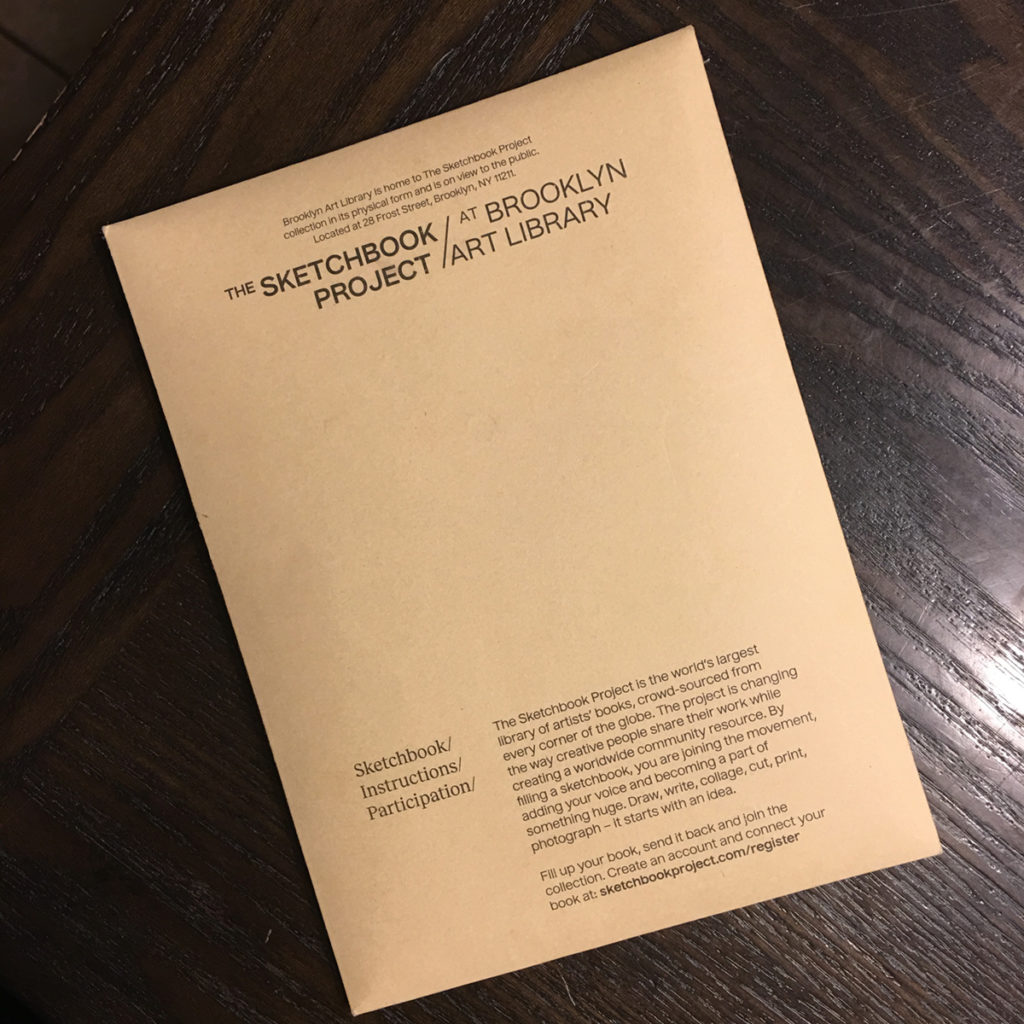 Brooklyn Art Library is home to The Sketchbook Project
collection in its physical form and is on view to the public.
Located at 28 Frost Street, Brooklyn, NY 11211.
THE SKETCHBOOK / AT BROOKLYN
PROJECT / ART LIBRARY
Sketchbook/
Instructions/
Participation/
The Sketchbook Project is the world's largest
library of artists' books, crowd-sourced from
every corner of the globe. The project is changing
the way creative people share their work while
creating a worldwide community resource. By
filling a sketchbook, you are joining the movement,
adding your voice and becoming a part of
something huge. Draw, write, collage, cut, print,
photograph – it starts with an idea.
Fill up your book, send it back and join the
collection. Create an account and connect your
book at: sketchbookproject.com/register